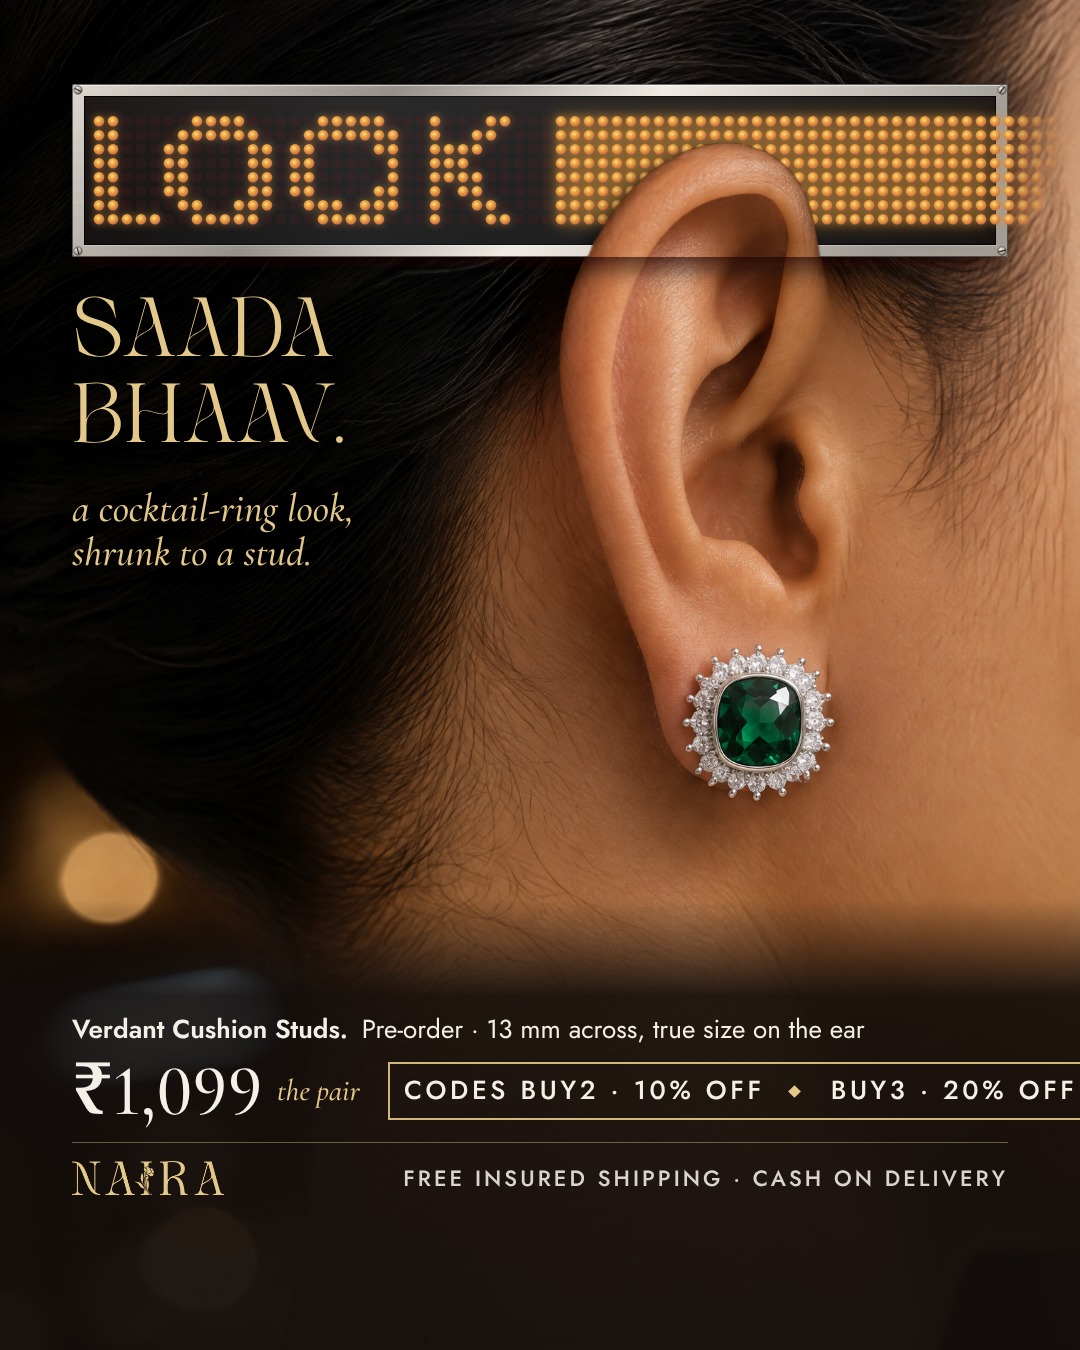 LOOK
SAADA
BHAAV.
a cocktail-ring look,
shrunk to a stud.
Verdant Cushion Studs. Pre-order · 13 mm across, true size on the ear
₹1,099 the pair
CODES BUY2 · 10% OFF ◆ BUY3 · 20% OFF
NAIRA
FREE INSURED SHIPPING · CASH ON DELIVERY